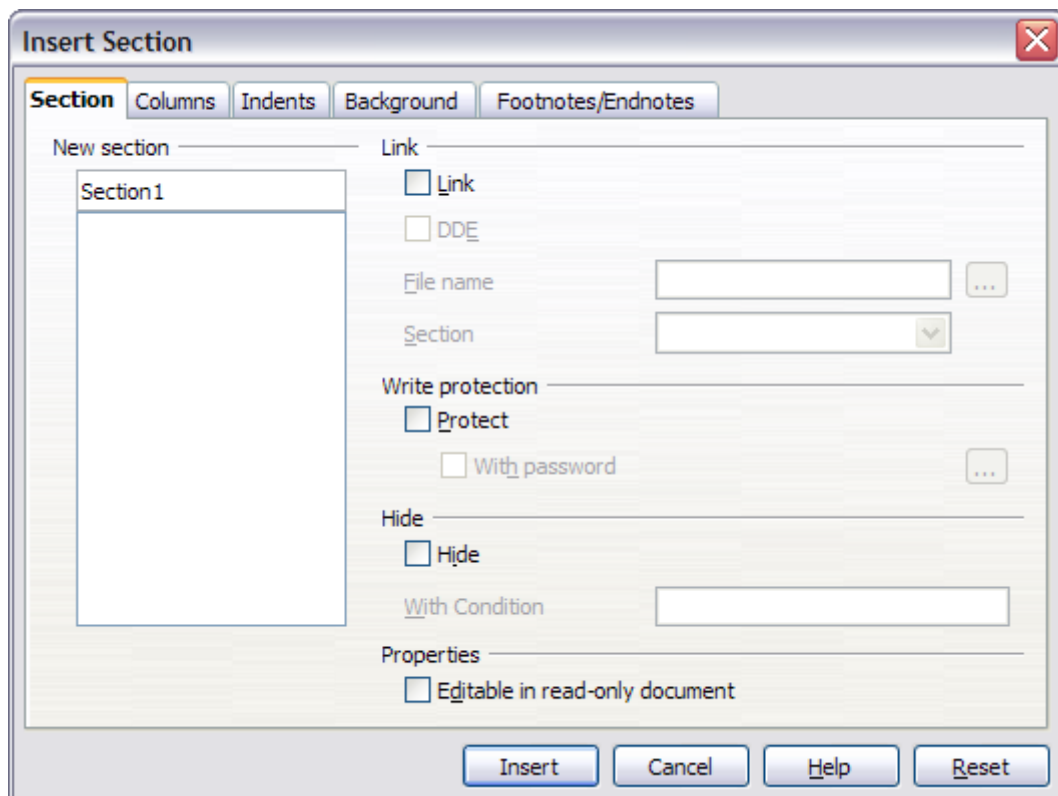 Insert Section
Section Columns Indents Background Footnotes/Endnotes
New section
Section1
Link
Link
DDE
File name ...
Section
Write protection
Protect
With password ...
Hide
Hide
With Condition
Properties
Editable in read-only document
Insert Cancel Help Reset